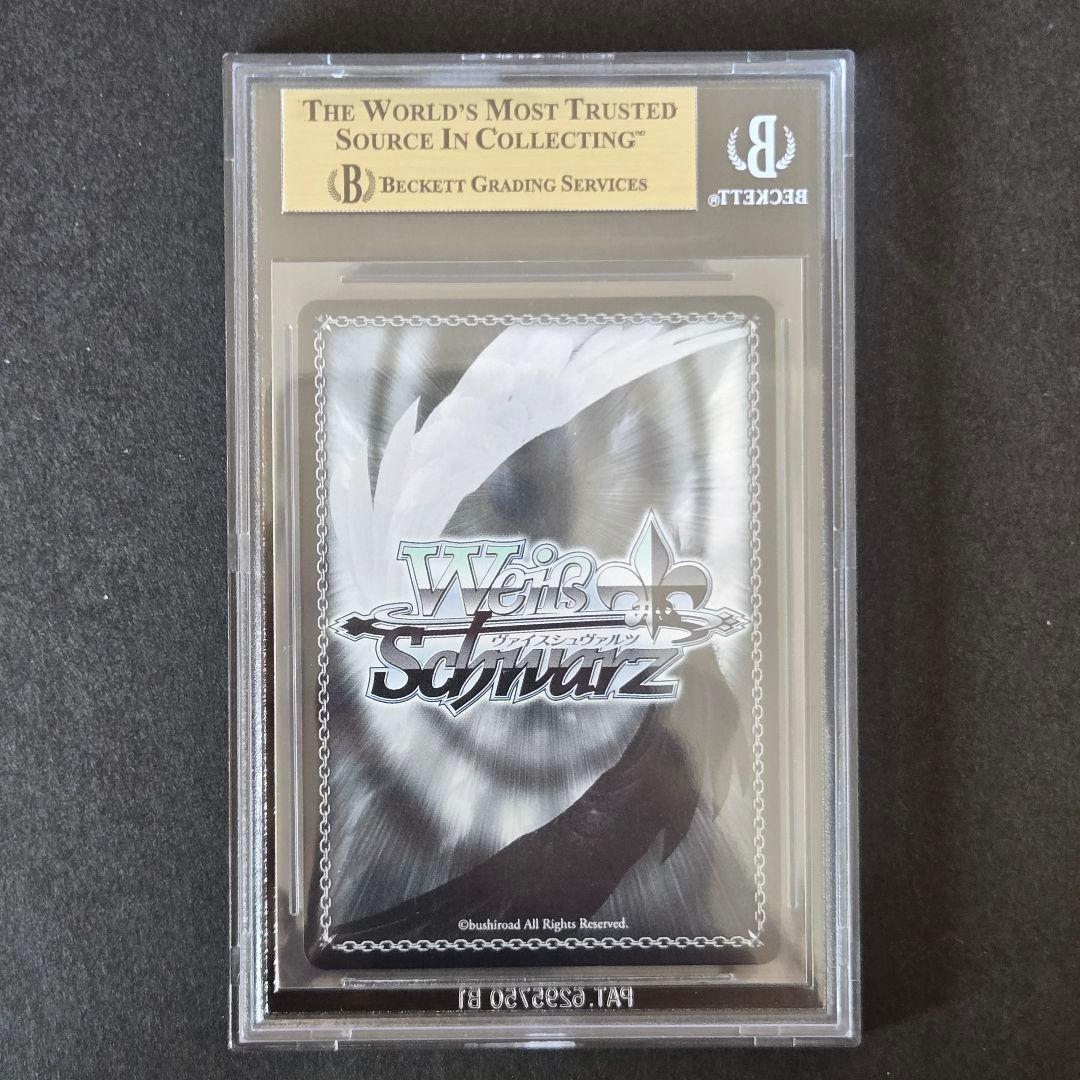 THE WORLD'S MOST TRUSTED
SOURCE IN COLLECTING™
B BECKETT GRADING SERVICES
B
BECKETT®
Weiß
ヴァイスシュヴァルツ
Schwarz
©bushiroad All Rights Reserved.
PAT.6295750 B1